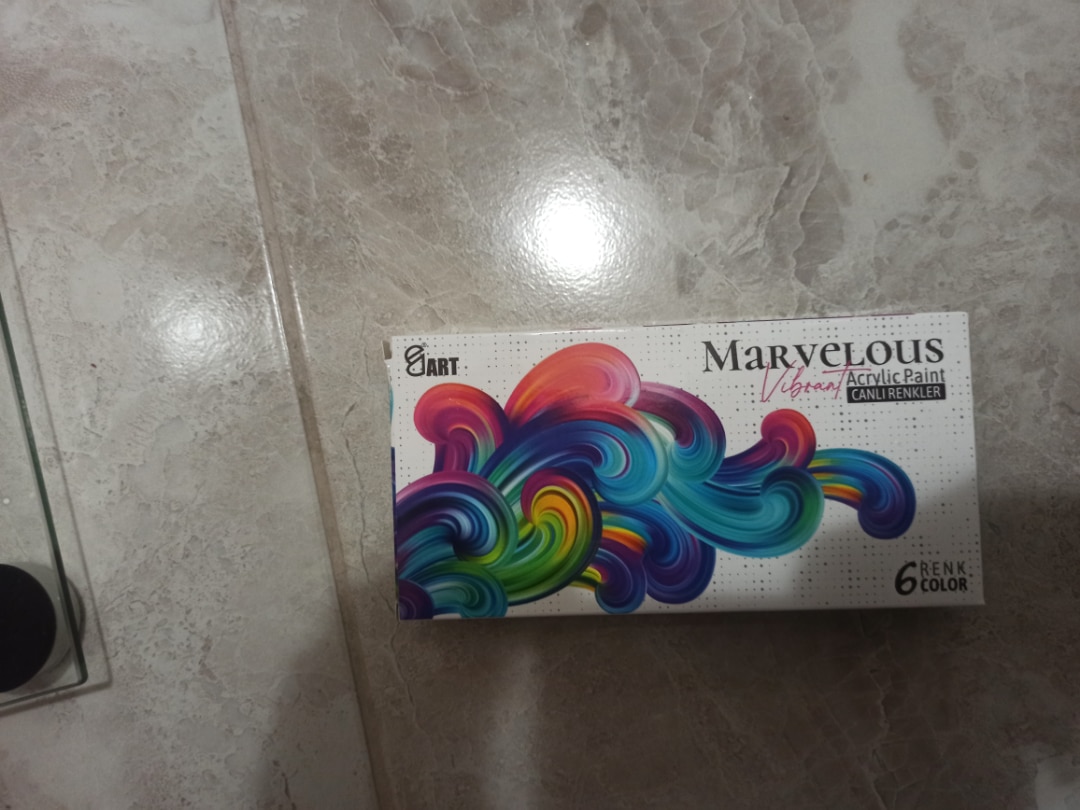 ART
MARVELOUS
Vibrant Acrylic Paint
CANLI RENKLER
6 RENK
COLOR